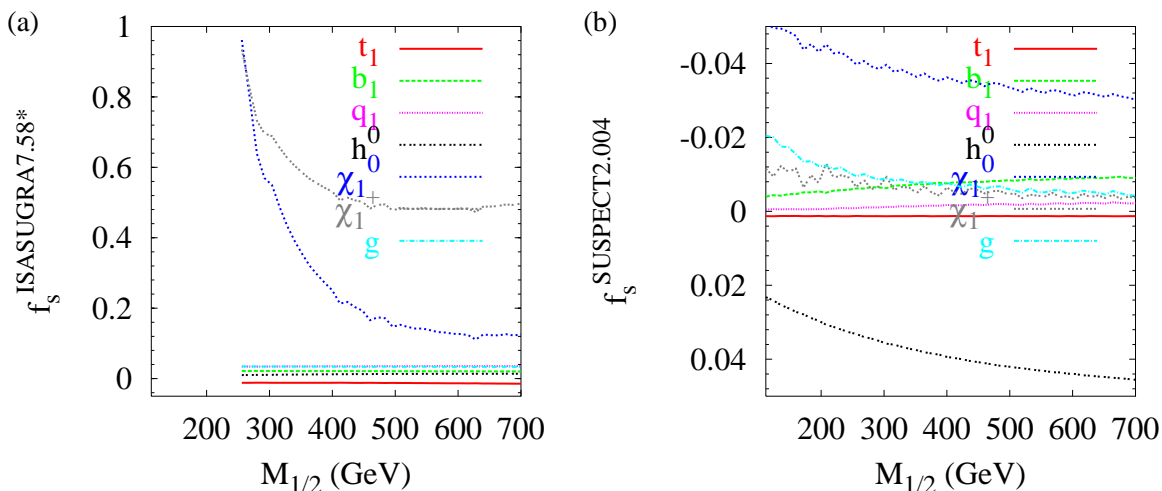 (a)
f_s^ISASUGRA7.58*
1
0.8
0.6
0.4
0.2
0
200 300 400 500 600 700
M_1/2 (GeV)
t_1
b_1
q_1
h^0
χ_1^0
χ_1^+
g
(b)
f_s^SUSPECT2.004
-0.04
-0.02
0
0.02
0.04
200 300 400 500 600 700
M_1/2 (GeV)
t_1
b_1
q_1
h^0
χ_1^0
χ_1^+
g